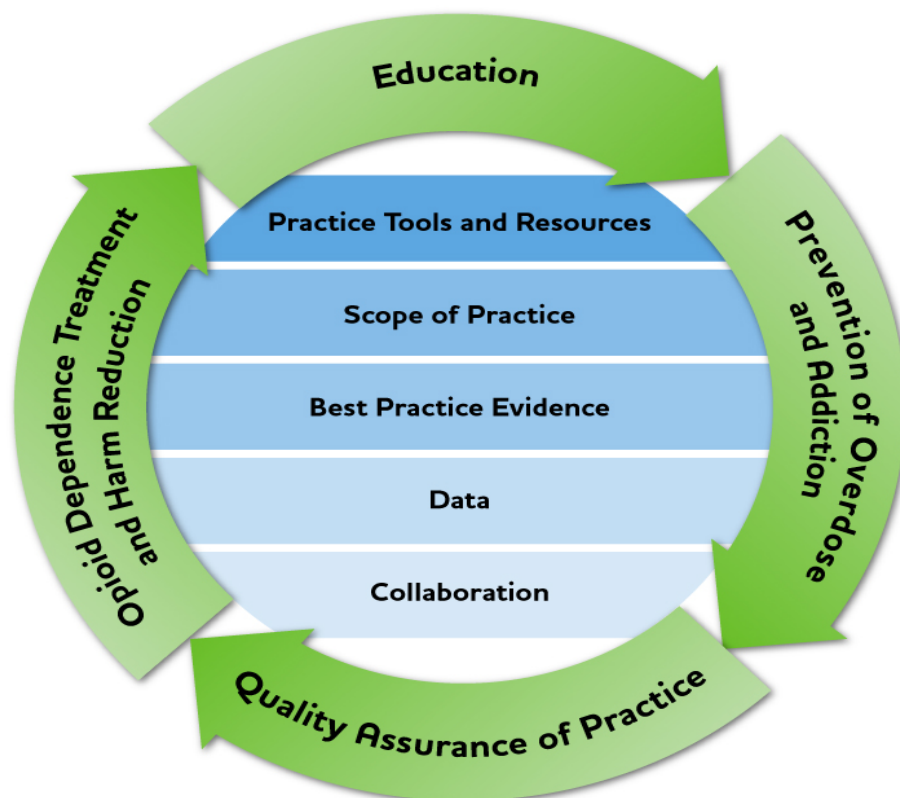 Education
Prevention of Overdose
and Addiction
Quality Assurance of Practice
Opioid Dependence Treatment
and Harm Reduction
Practice Tools and Resources
Scope of Practice
Best Practice Evidence
Data
Collaboration